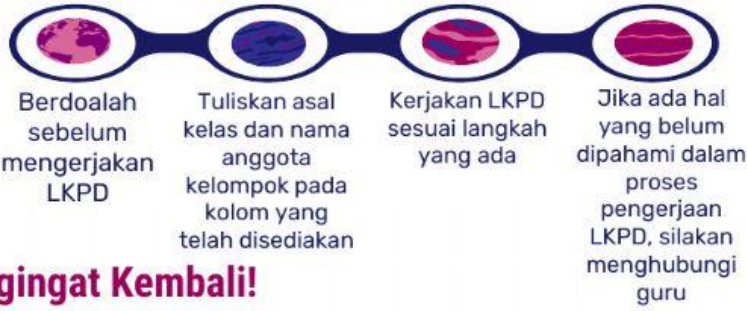 Berdoalah
sebelum
mengerjakan
LKPD
Tuliskan asal
kelas dan nama
anggota
kelompok pada
kolom yang
telah disediakan
Kerjakan LKPD
sesuai langkah
yang ada
Jika ada hal
yang belum
dipahami dalam
proses
pengerjaan
LKPD, silakan
menghubungi
guru
gingat Kembali!